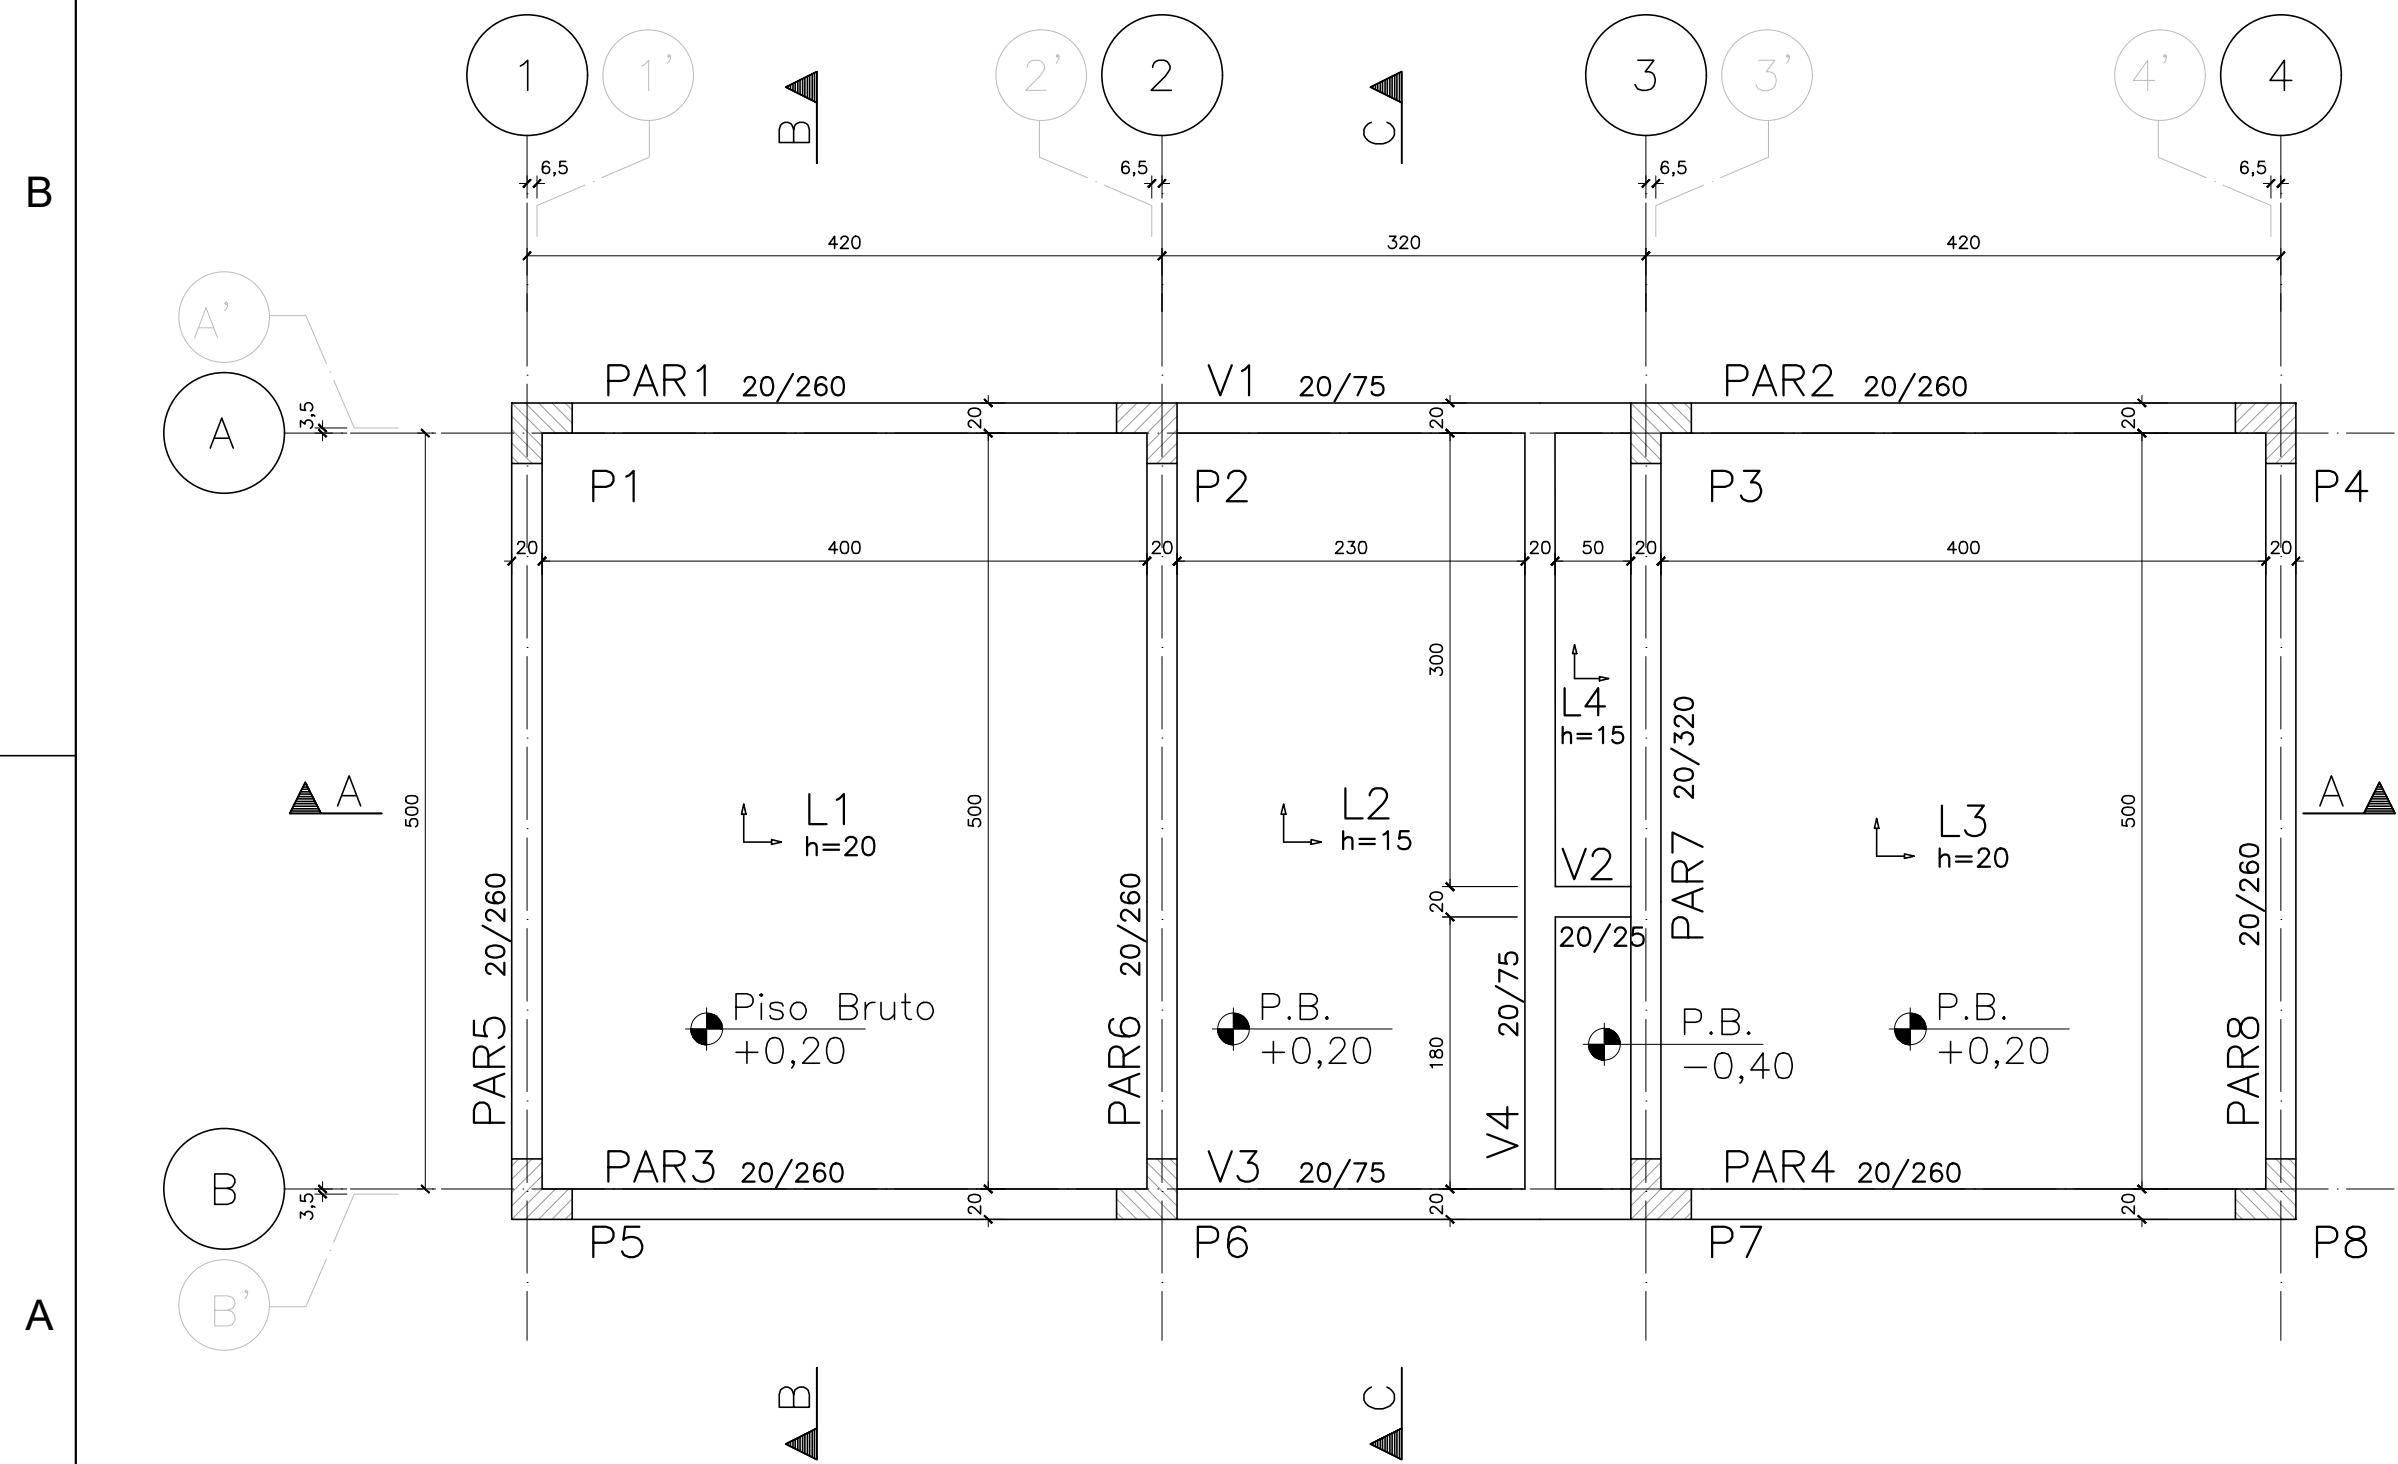 1 1' 2' 2 3 3' 4' 4
B C
B
6,5 6,5 6,5 6,5
420 320 420
A'
A
3,5
PAR1 20/260 V1 20/75 PAR2 20/260
20 20 20
P1 P2 P3 P4
20 400 20 230 20 50 20 400 20
300
L4
h=15
PAR7 20/320
A A
500 500 500
L1
h=20
L2
h=15
L3
h=20
V2
20
20/25
PAR5 20/260
PAR6 20/260
V4 20/75
PAR8 20/260
Piso Bruto
+0,20
P.B.
+0,20
P.B.
-0,40
P.B.
+0,20
180
PAR3 20/260 V3 20/75 PAR4 20/260
B
3,5
20 20 20
P5 P6 P7 P8
B'
A
B C